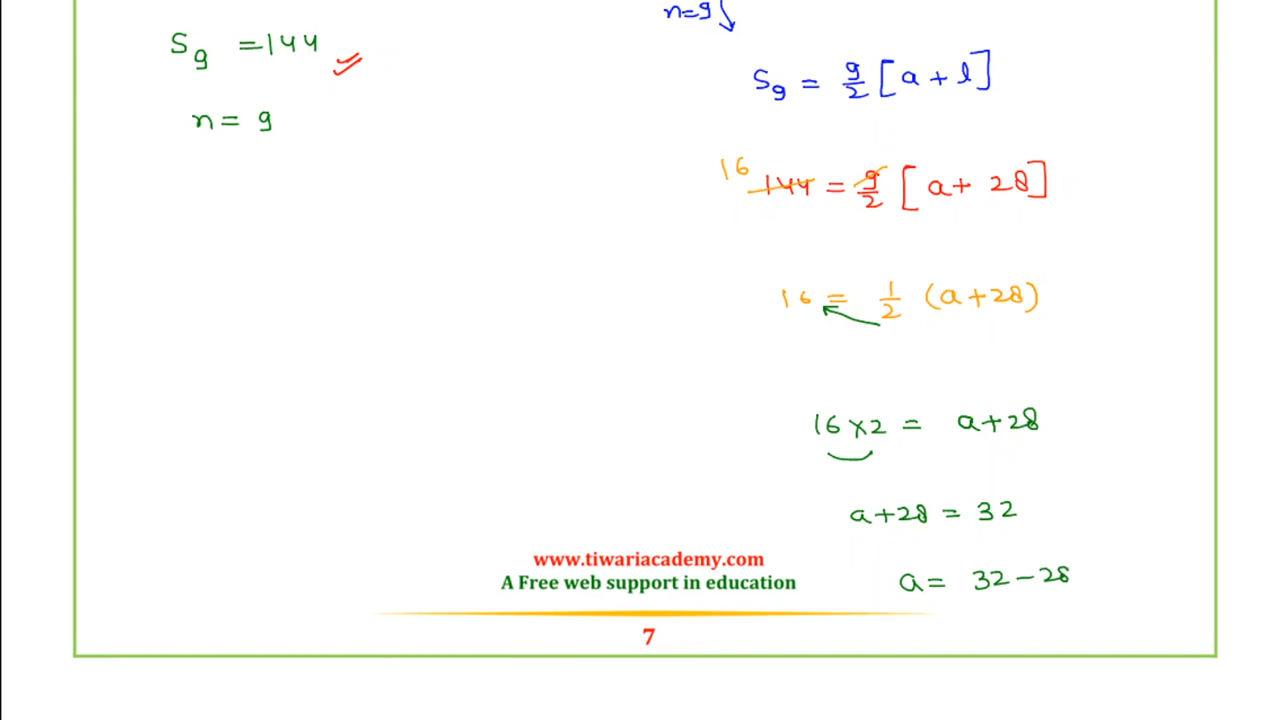 S₉ = 144
n = 9
n=9
S₉ = 9/2 [a + l]
16
144 = 9/2 [a + 28]
16 = 1/2 (a+28)
16×2 = a+28
a+28 = 32
a = 32-28
www.tiwariacademy.com
A Free web support in education
7